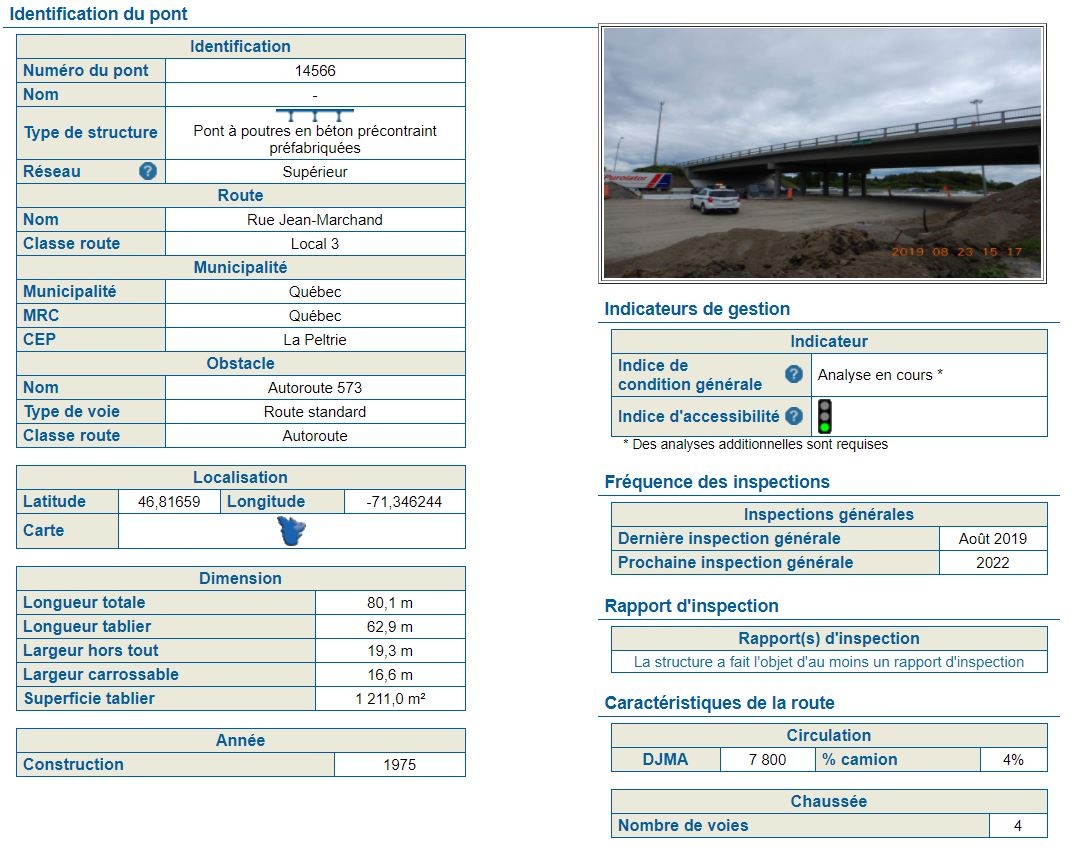 Identification du pont
Identification
Numéro du pont 14566
Nom -
Type de structure Pont à poutres en béton précontraint
préfabriquées
Réseau ? Supérieur
Route
Nom Rue Jean-Marchand
Classe route Local 3
Municipalité
Municipalité Québec
MRC Québec
CEP La Peltrie
Obstacle
Nom Autoroute 573
Type de voie Route standard
Classe route Autoroute
Localisation
Latitude 46,81659 Longitude -71,346244
Carte
Dimension
Longueur totale 80,1 m
Longueur tablier 62,9 m
Largeur hors tout 19,3 m
Largeur carrossable 16,6 m
Superficie tablier 1 211,0 m²
Année
Construction 1975
Purolator
2019 08 23 15 17
Indicateurs de gestion
Indicateur
Indice de
condition générale ? Analyse en cours *
Indice d'accessibilité ?
* Des analyses additionnelles sont requises
Fréquence des inspections
Inspections générales
Dernière inspection générale Août 2019
Prochaine inspection générale 2022
Rapport d'inspection
Rapport(s) d'inspection
La structure a fait l'objet d'au moins un rapport d'inspection
Caractéristiques de la route
Circulation
DJMA 7 800 % camion 4%
Chaussée
Nombre de voies 4